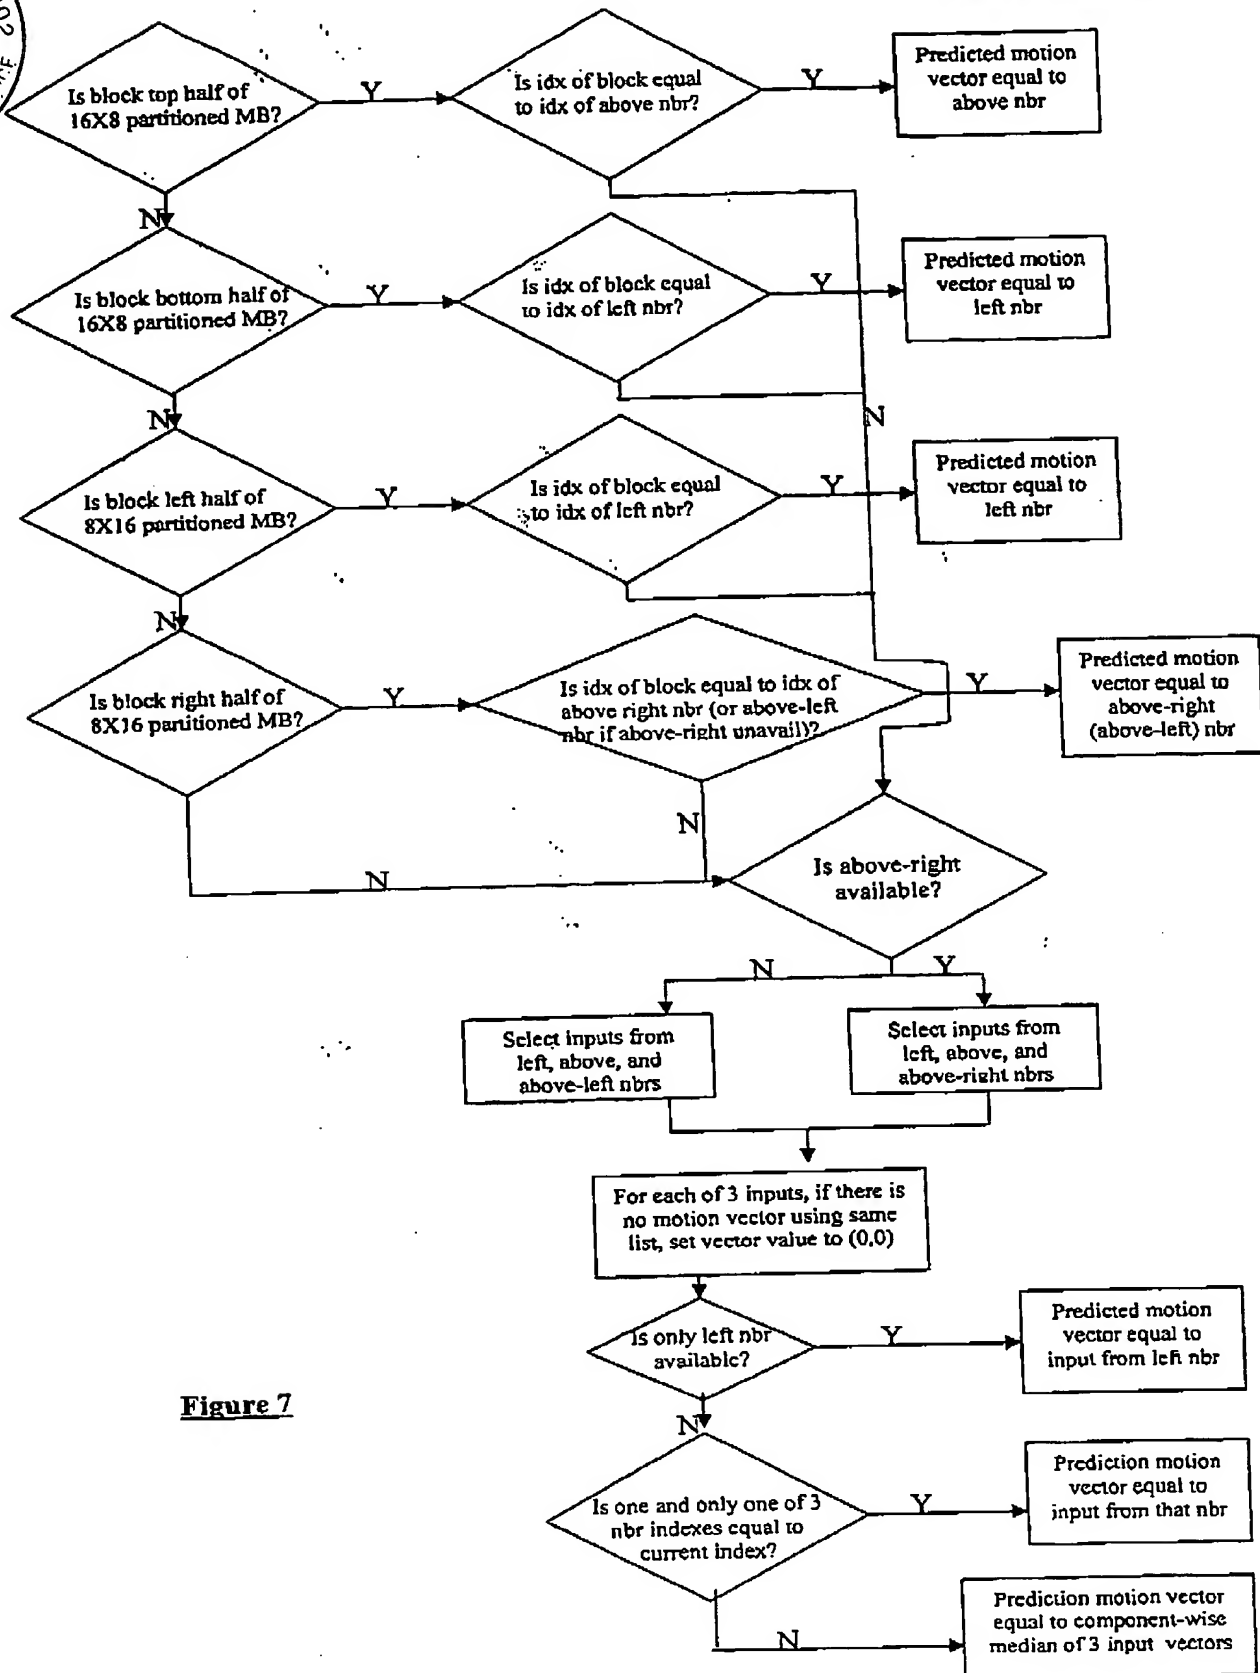 02
Is block top half of
16X8 partitioned MB?
Y
Is idx of block equal
to idx of above nbr?
Y
Predicted motion
vector equal to
above nbr
N
Is block bottom half of
16X8 partitioned MB?
Y
Is idx of block equal
to idx of left nbr?
Y
Predicted motion
vector equal to
left nbr
N
N
Is block left half of
8X16 partitioned MB?
Y
Is idx of block equal
to idx of left nbr?
Y
Predicted motion
vector equal to
left nbr
N
Is block right half of
8X16 partitioned MB?
Y
Is idx of block equal to idx of
above right nbr (or above-left
nbr if above-right unavail)?
Y
Predicted motion
vector equal to
above-right
(above-left) nbr
N
N
Is above-right
available?
N
Y
Select inputs from
left, above, and
above-left nbrs
Select inputs from
left, above, and
above-right nbrs
For each of 3 inputs, if there is
no motion vector using same
list, set vector value to (0,0)
Is only left nbr
available?
Y
Predicted motion
vector equal to
input from left nbr
Figure 7
N
Is one and only one of 3
nbr indexes equal to
current index?
Y
Prediction motion
vector equal to
input from that nbr
N
Prediction motion vector
equal to component-wise
median of 3 input vectors